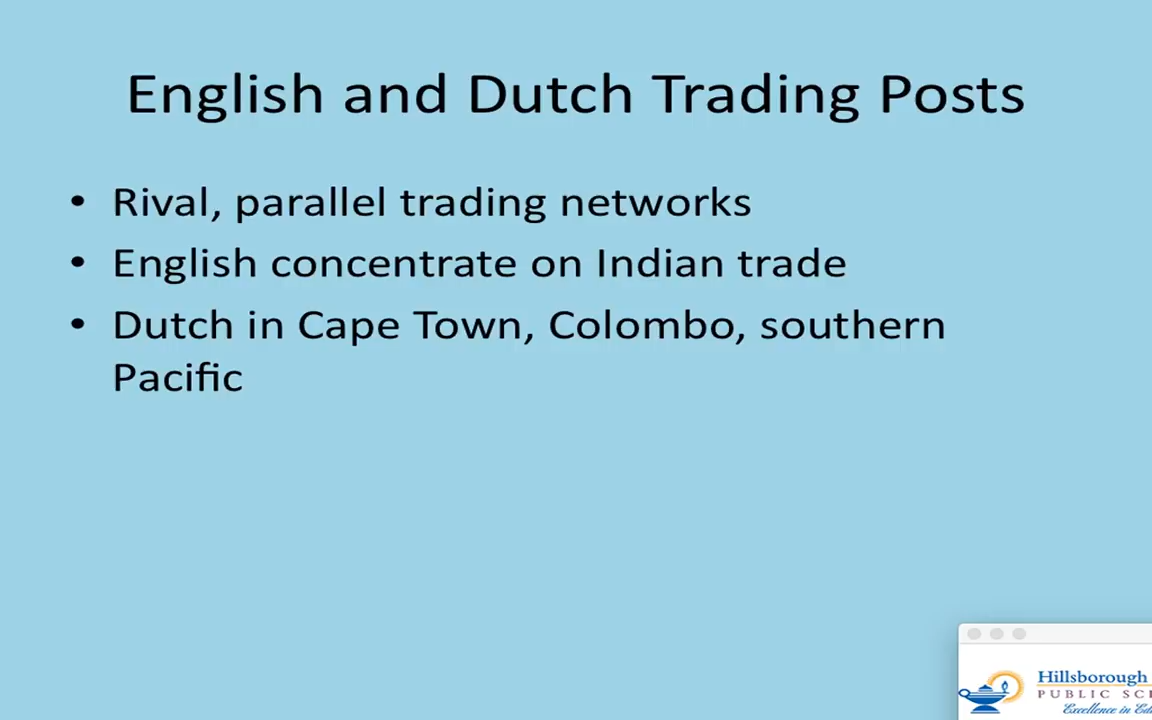 English and Dutch Trading Posts
• Rival, parallel trading networks
• English concentrate on Indian trade
• Dutch in Cape Town, Colombo, southern
Pacific
Hillsborough
PUBLIC
Excellence in